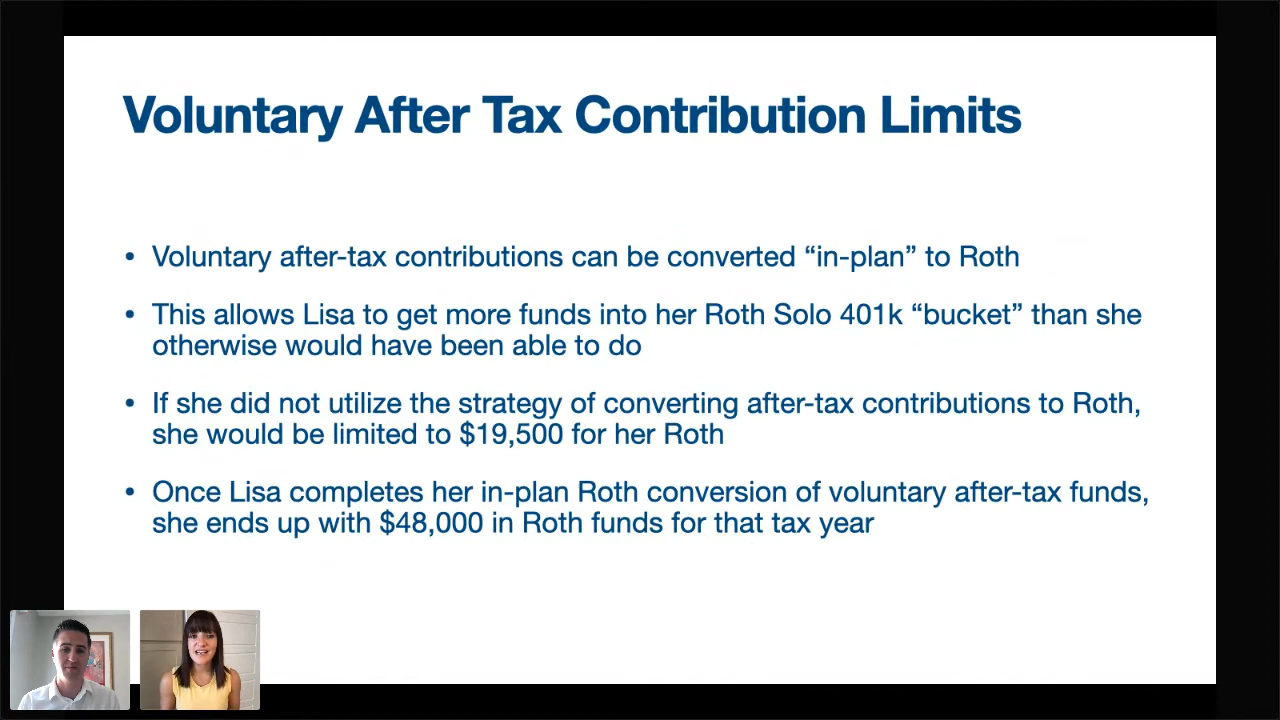 Voluntary After Tax Contribution Limits
• Voluntary after-tax contributions can be converted “in-plan” to Roth
• This allows Lisa to get more funds into her Roth Solo 401k “bucket” than she
otherwise would have been able to do
• If she did not utilize the strategy of converting after-tax contributions to Roth,
she would be limited to $19,500 for her Roth
• Once Lisa completes her in-plan Roth conversion of voluntary after-tax funds,
she ends up with $48,000 in Roth funds for that tax year